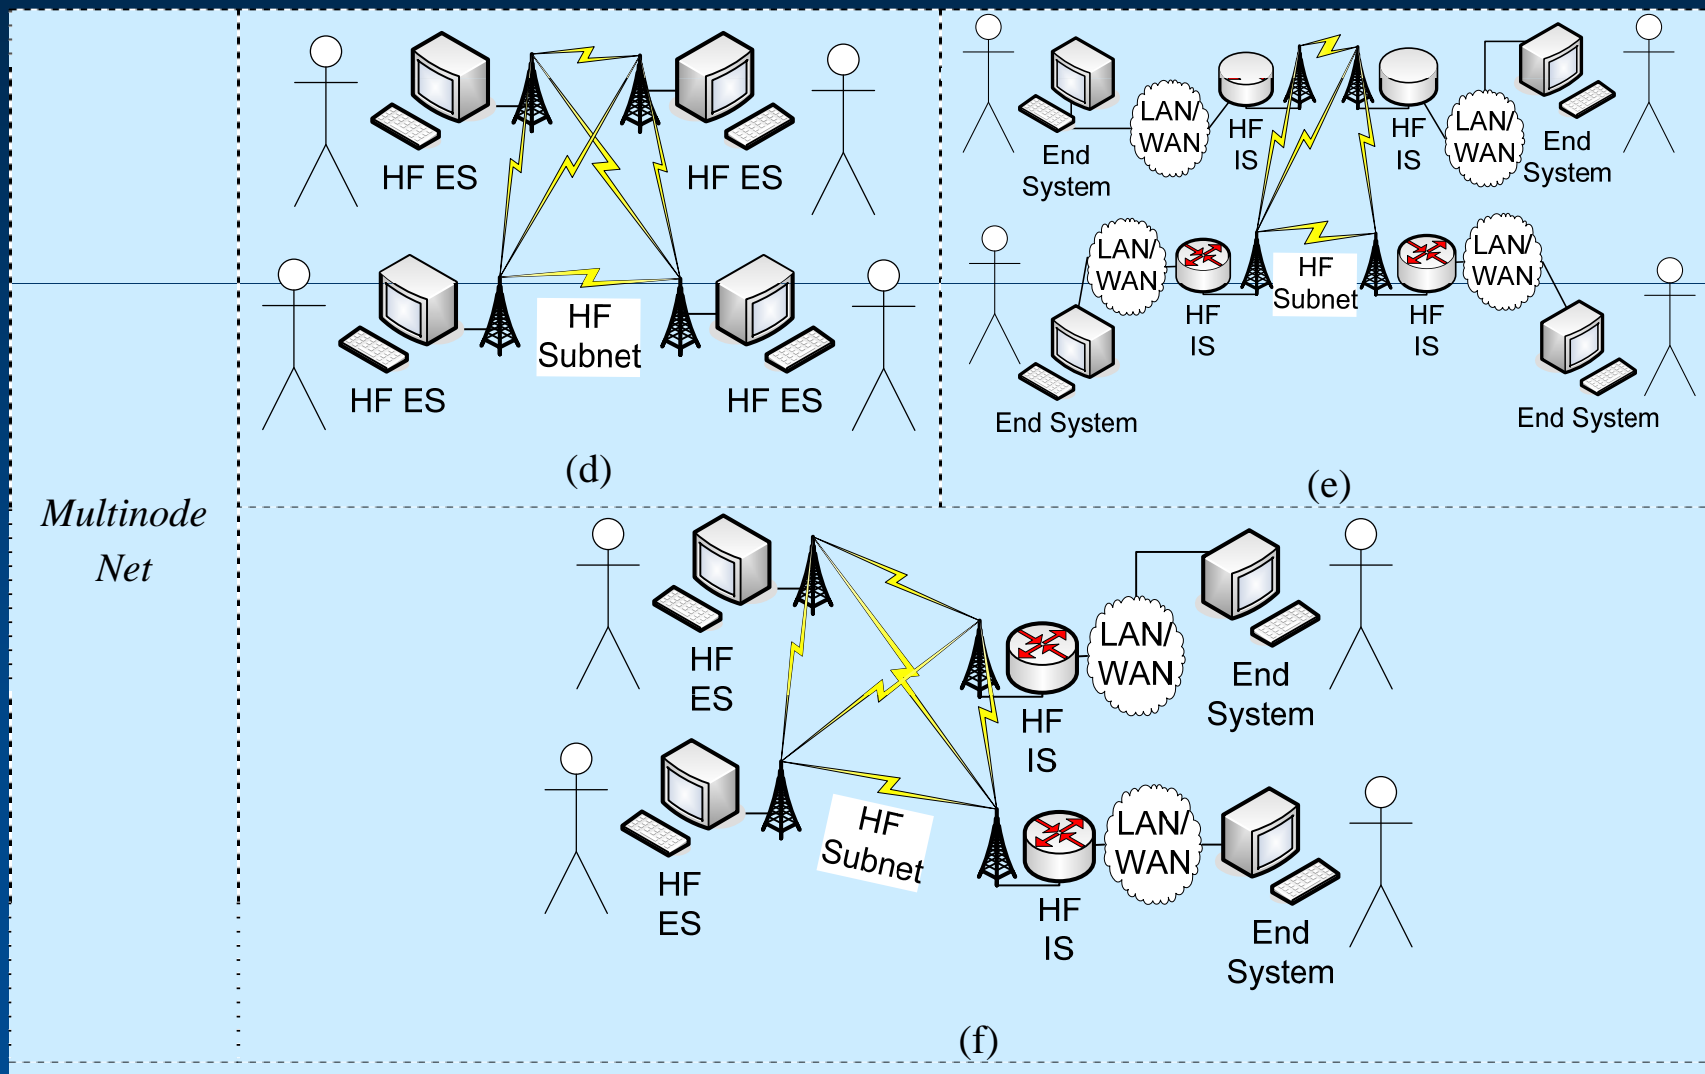 Multinode
Net
HF ES
HF ES
HF
Subnet
HF ES
HF ES
(d)
LAN/
WAN
HF
IS
HF
IS
LAN/
WAN
End
System
End
System
LAN/
WAN
HF
Subnet
LAN/
WAN
HF
IS
HF
IS
End System
End System
(e)
HF
ES
LAN/
WAN
End
System
HF
IS
HF
Subnet
LAN/
WAN
HF
ES
HF
IS
End
System
(f)